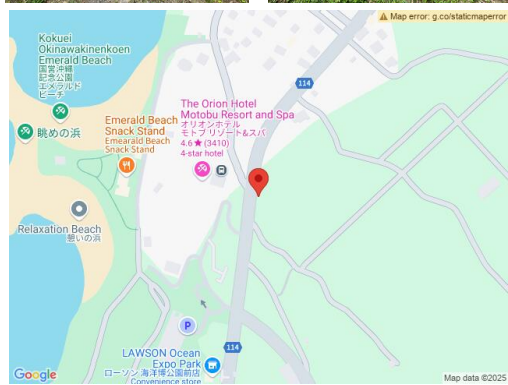 Map error: g.co/staticmaperror
Kokuei
Okinawakinenkoen
Emerald Beach
国営沖縄
記念公園
エメラルド
ビーチ
眺めの浜
114
The Orion Hotel
Motobu Resort and Spa
オリオンホテル
モトブリゾート&スパ
4.6★ (3410)
4-star hotel
Emerald Beach
Snack Stand
Emearald Beach
Snack Stand
Relaxation Beach
憩いの浜
P
114
LAWSON Ocean
Expo Park
ローソン 海洋博公園前店
Convenience store
Google
Map data ©2025